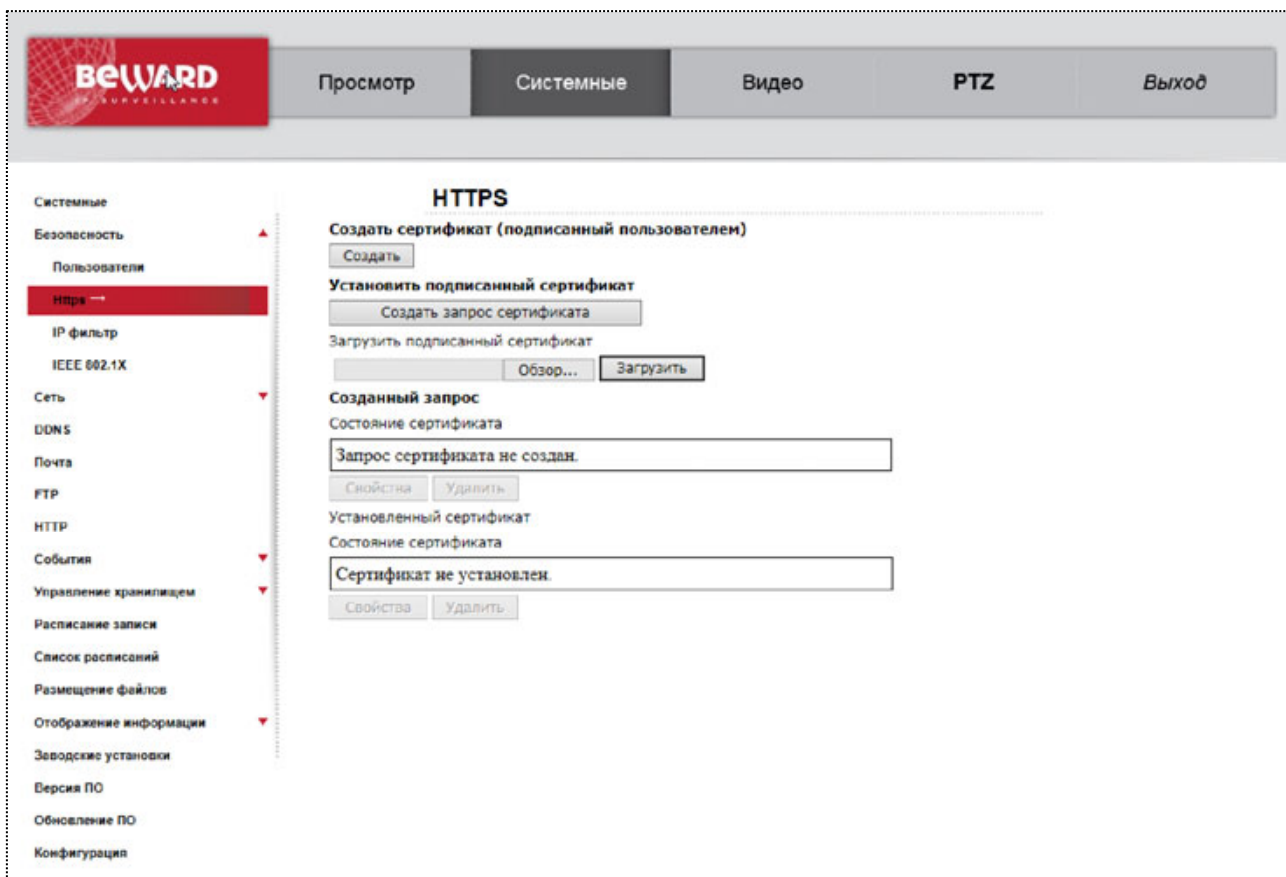 BEWARD
IP SURVEILLANCE
Просмотр
Системные
Видео
PTZ
Выход
Системные
Безопасность
Пользователи
Https →
IP фильтр
IEEE 802.1X
Сеть
DDNS
Почта
FTP
HTTP
События
Управление хранилищем
Расписание записи
Список расписаний
Размещение файлов
Отображение информации
Заводские установки
Версия ПО
Обновление ПО
Конфигурация
HTTPS
Создать сертификат (подписанный пользователем)
Создать
Установить подписанный сертификат
Создать запрос сертификата
Загрузить подписанный сертификат
Обзор... Загрузить
Созданный запрос
Состояние сертификата
Запрос сертификата не создан.
Свойства Удалить
Установленный сертификат
Состояние сертификата
Сертификат не установлен.
Свойства Удалить